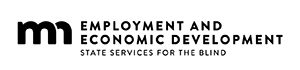 EMPLOYMENT AND
ECONOMIC DEVELOPMENT
STATE SERVICES FOR THE BLIND